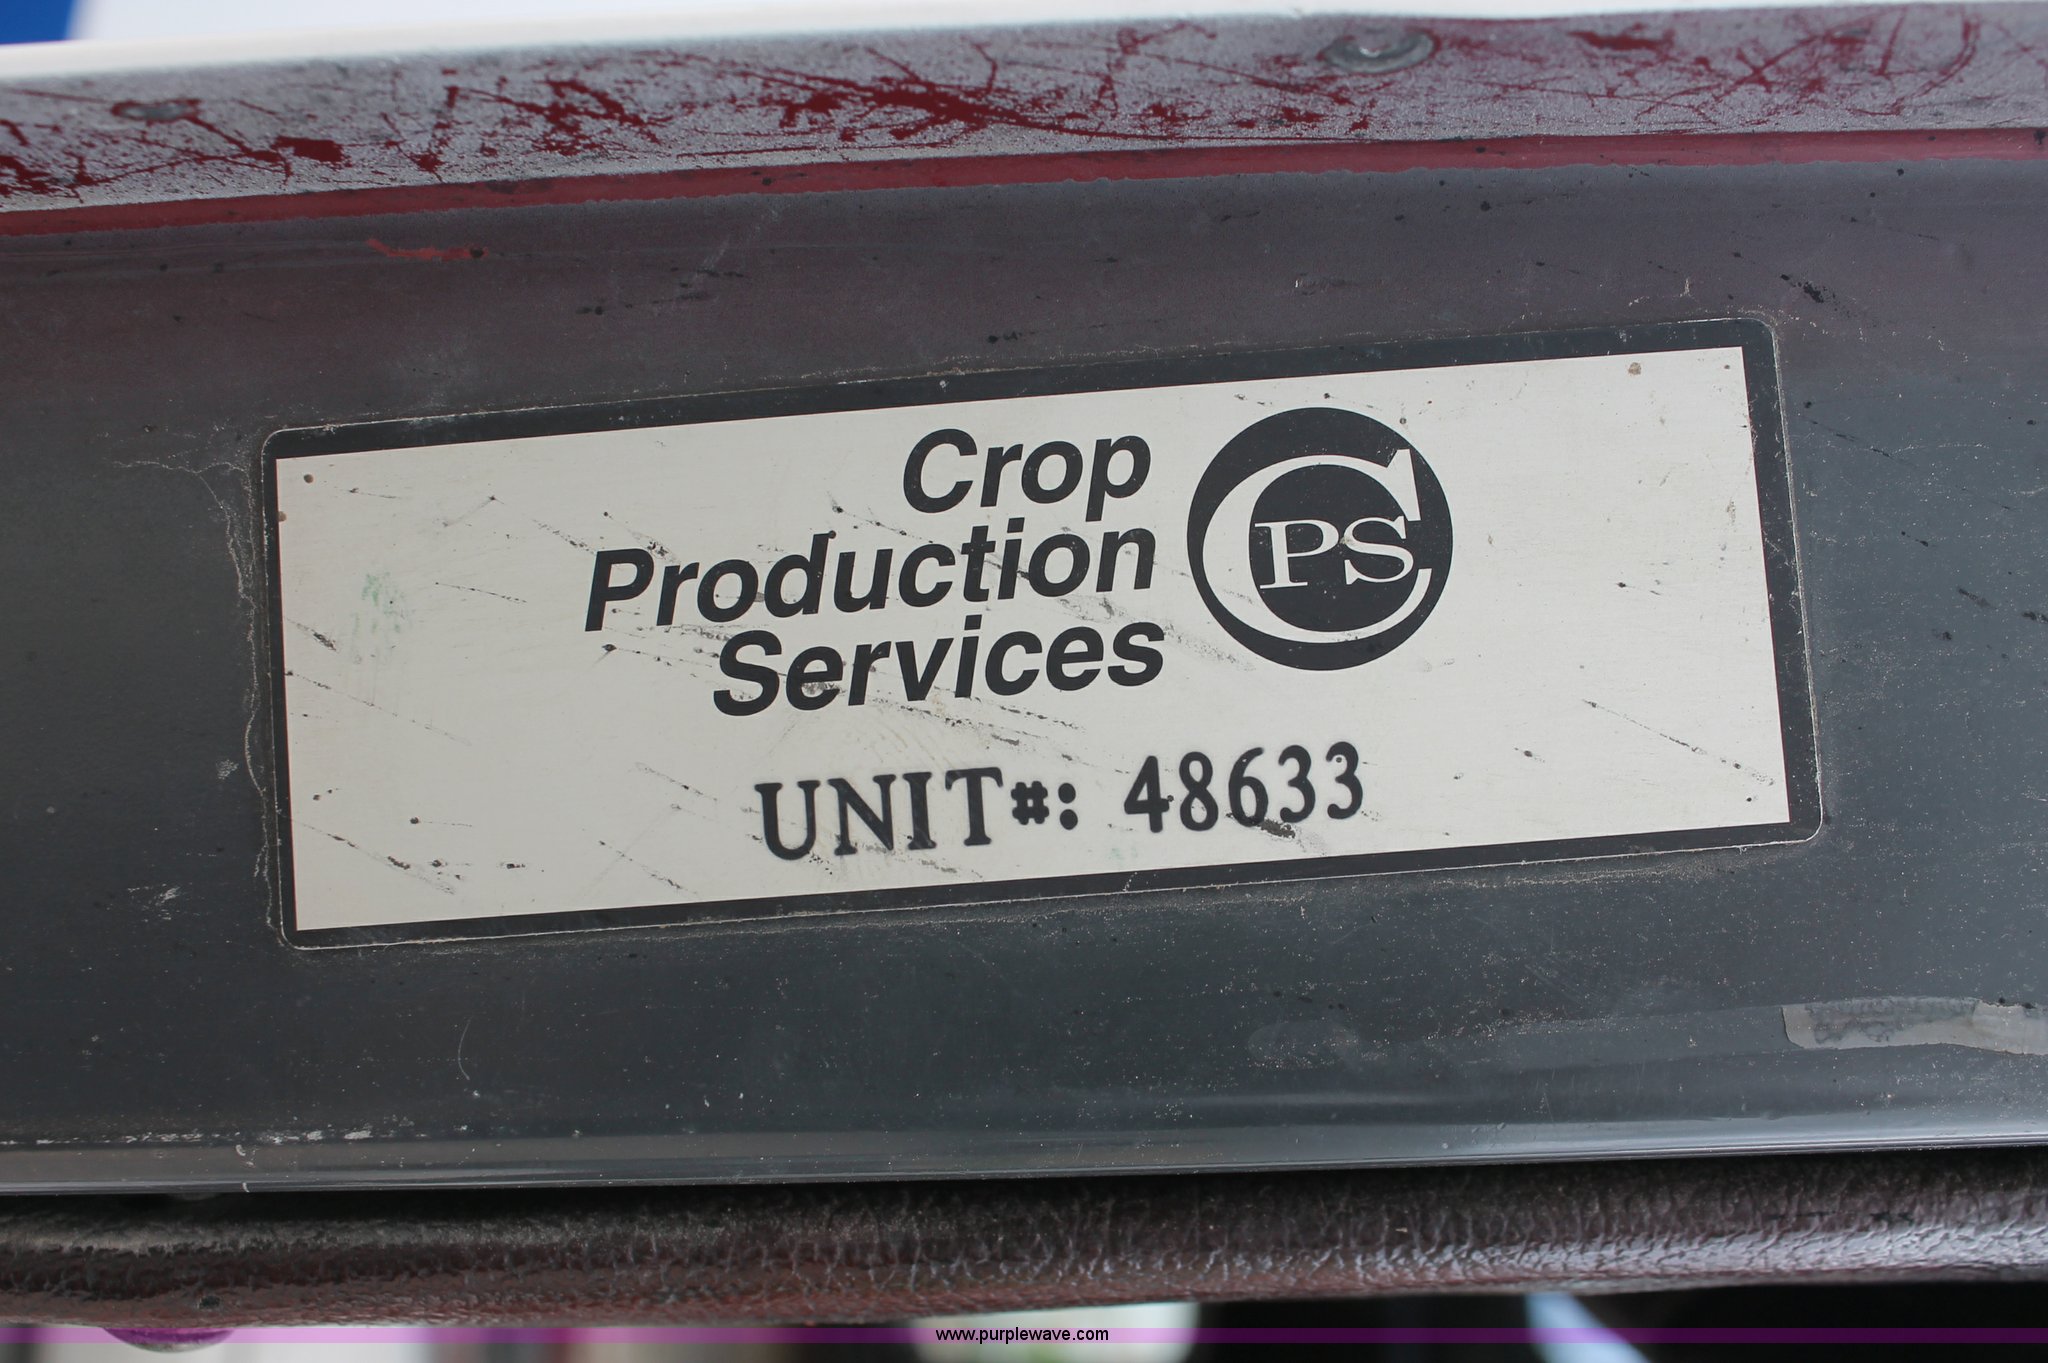 Crop
Production
Services
CPS
UNIT#: 48633
www.purplewave.com